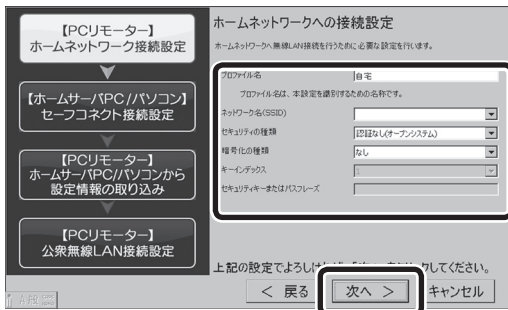 【PCリモーター】
ホームネットワーク接続設定
【ホームサーバPC/パソコン】
セーフコネクト接続設定
【PCリモーター】
ホームサーバPC/パソコンから
設定情報の取り込み
【PCリモーター】
公衆無線LAN接続設定
ホームネットワークへの接続設定
ホームネットワークへ無線LAN接続を行うために必要な設定を行います。
プロファイル名 自宅
プロファイル名は、本設定を識別するための名称です。
ネットワーク名(SSID)
セキュリティの種類 認証なし(オープンシステム)
暗号化の種類 なし
キーインデックス 1
セキュリティキーまたはパスフレーズ
上記の設定でよろしければ、「次へ」をクリックしてください。
< 戻る 次へ > キャンセル